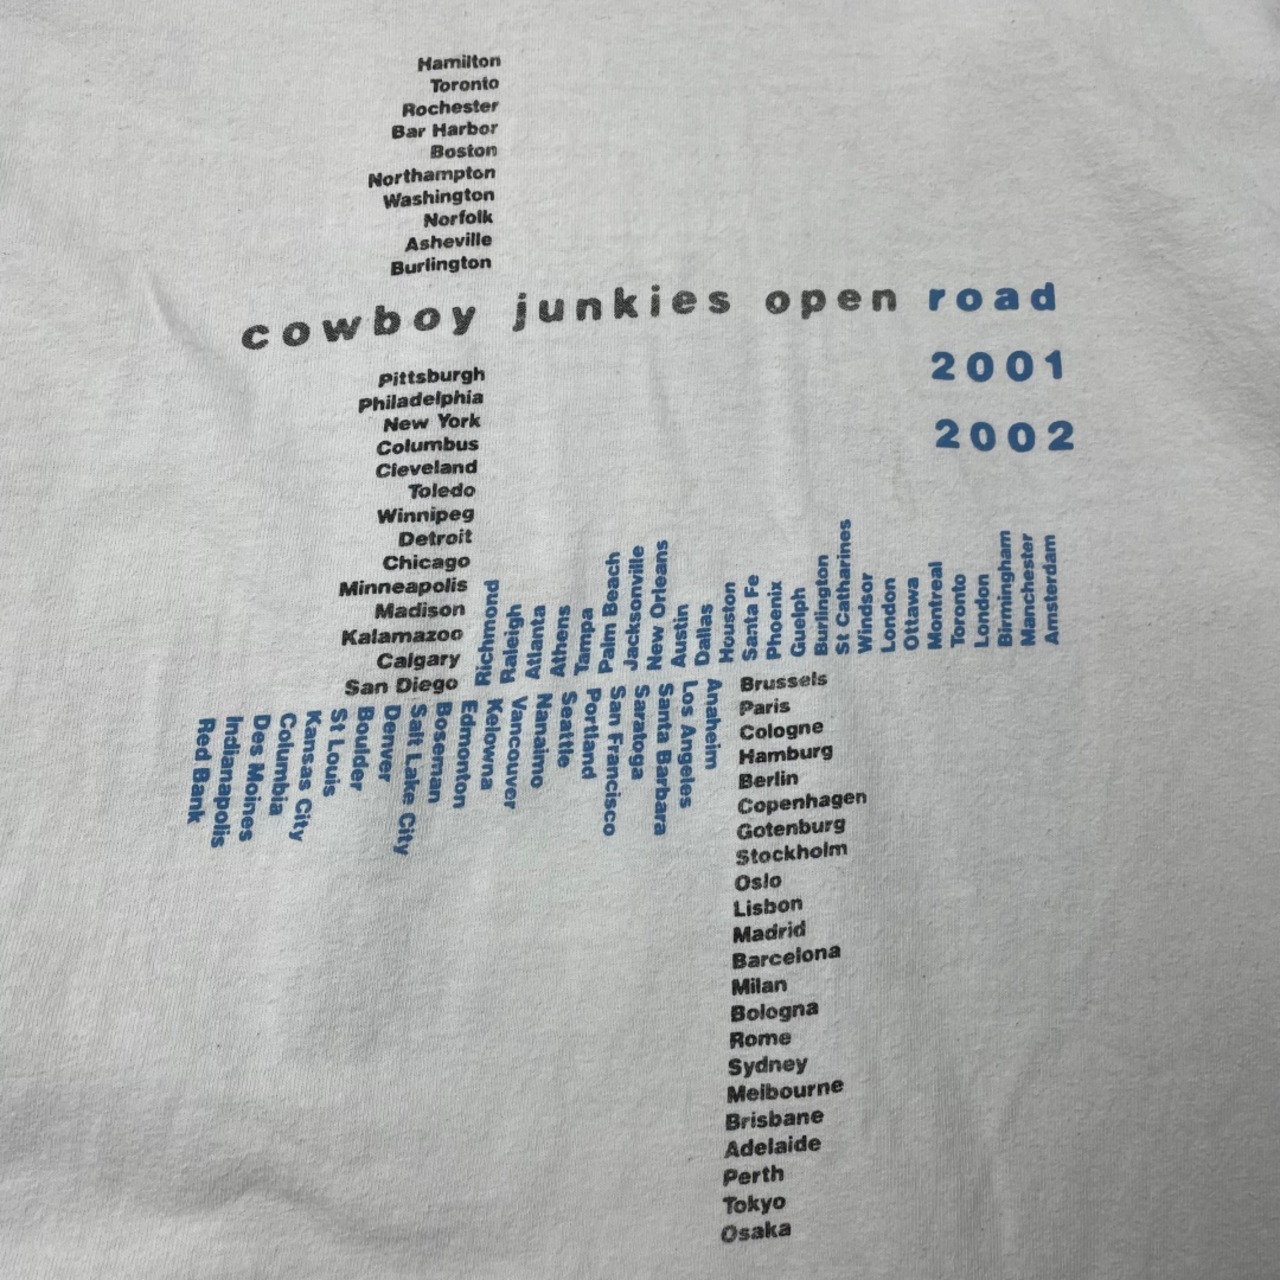 Hamilton
Toronto
Rochester
Bar Harbor
Boston
Northampton
Washington
Norfolk
Asheville
Burlington
cowboy junkies open road
2001
2002
Pittsburgh
Philadelphia
New York
Columbus
Cleveland
Toledo
Winnipeg
Detroit
Chicago
Minneapolis
Madison
Kalamazoo
Calgary
San Diego
Richmond
Raleigh
Atlanta
Athens
Tampa
Palm Beach
Jacksonville
New Orleans
Austin
Dallas
Houston
Santa Fe
Phoenix
Guelph
Burlington
St Catharines
Windsor
London
Ottawa
Montreal
Toronto
London
Birmingham
Manchester
Amsterdam
Red Bank
Indianapolis
Des Moines
Columbia
Kansas City
St Louis
Boulder
Denver
Salt Lake City
Boseman
Edmonton
Kelowna
Vancouver
Nanaimo
Seattle
Portland
San Francisco
Saratoga
Santa Barbara
Los Angeles
Anaheim
Brussels
Paris
Cologne
Hamburg
Berlin
Copenhagen
Gotenburg
Stockholm
Oslo
Lisbon
Madrid
Barcelona
Milan
Bologna
Rome
Sydney
Melbourne
Brisbane
Adelaide
Perth
Tokyo
Osaka